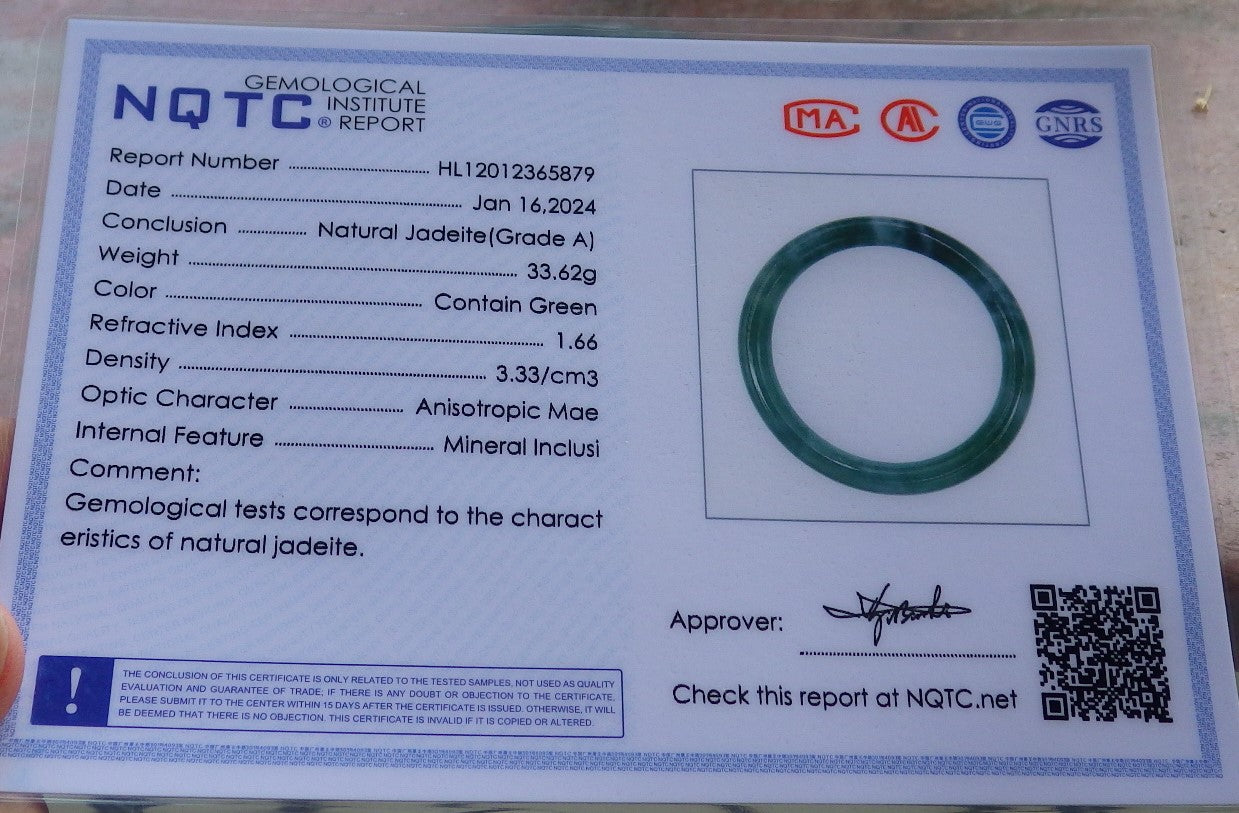 NQTC® GEMOLOGICAL INSTITUTE REPORT
MA
GNRS
Report Number HL12012365879
Date Jan 16,2024
Conclusion Natural Jadeite(Grade A)
Weight 33.62g
Color Contain Green
Refractive Index 1.66
Density 3.33/cm3
Optic Character Anisotropic Mae
Internal Feature Mineral Inclusi
Comment:
Gemological tests correspond to the charact
eristics of natural jadeite.
!
THE CONCLUSION OF THIS CERTIFICATE IS ONLY RELATED TO THE TESTED SAMPLES, NOT USED AS QUALITY
EVALUATION AND GUARANTEE OF TRADE; IF THERE IS ANY DOUBT OR OBJECTION TO THE CERTIFICATE,
PLEASE SUBMIT IT TO THE CENTER WITHIN 15 DAYS AFTER THE CERTIFICATE IS ISSUED. OTHERWISE, IT WILL
BE DEEMED THAT THERE IS NO OBJECTION. THIS CERTIFICATE IS INVALID IF IT IS COPIED OR ALTERED.
Approver:
Check this report at NQTC.net